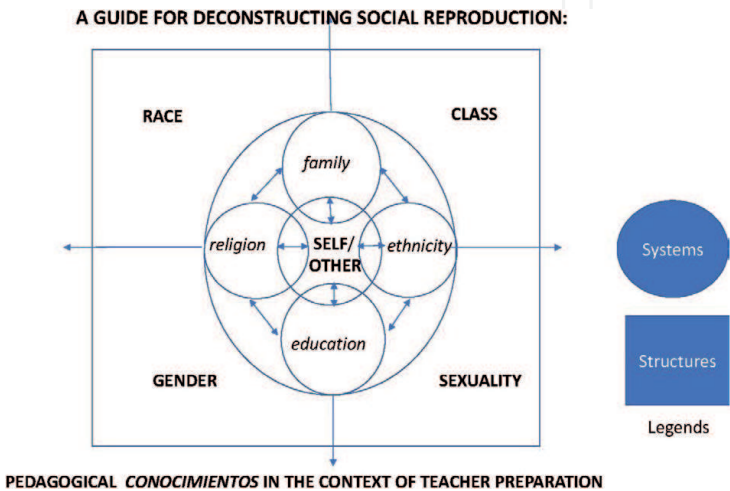 A GUIDE FOR DECONSTRUCTING SOCIAL REPRODUCTION:
RACE
CLASS
family
religion
SELF/
OTHER
ethnicity
education
GENDER
SEXUALITY
Systems
Structures
Legends
PEDAGOGICAL CONOCIMIENTOS IN THE CONTEXT OF TEACHER PREPARATION